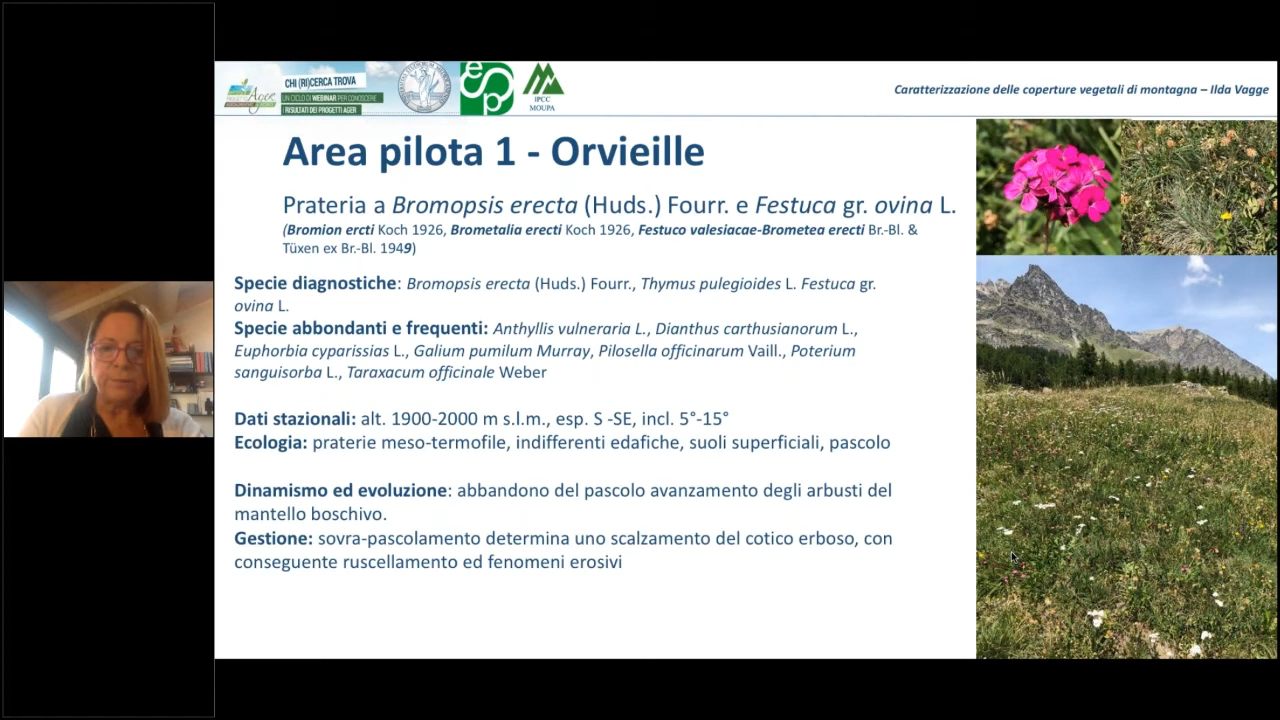 CHI (RI)CERCA TROVA
UN CICLO DI WEBINAR PER CONOSCERE
I RISULTATI DEI PROGETTI AGER
Ager
esp
IPCC
MOUPA
Caratterizzazione delle coperture vegetali di montagna – Ilda Vagge
Area pilota 1 - Orvieille
Prateria a Bromopsis erecta (Huds.) Fourr. e Festuca gr. ovina L.
(Bromion ercti Koch 1926, Brometalia erecti Koch 1926, Festuco valesiacae-Brometea erecti Br.-Bl. &
Tüxen ex Br.-Bl. 1949)
Specie diagnostiche: Bromopsis erecta (Huds.) Fourr., Thymus pulegioides L. Festuca gr.
ovina L.
Specie abbondanti e frequenti: Anthyllis vulneraria L., Dianthus carthusianorum L.,
Euphorbia cyparissias L., Galium pumilum Murray, Pilosella officinarum Vaill., Poterium
sanguisorba L., Taraxacum officinale Weber
Dati stazionali: alt. 1900-2000 m s.l.m., esp. S -SE, incl. 5°-15°
Ecologia: praterie meso-termofile, indifferenti edafiche, suoli superficiali, pascolo
Dinamismo ed evoluzione: abbandono del pascolo avanzamento degli arbusti del
mantello boschivo.
Gestione: sovra-pascolamento determina uno scalzamento del cotico erboso, con
conseguente ruscellamento ed fenomeni erosivi